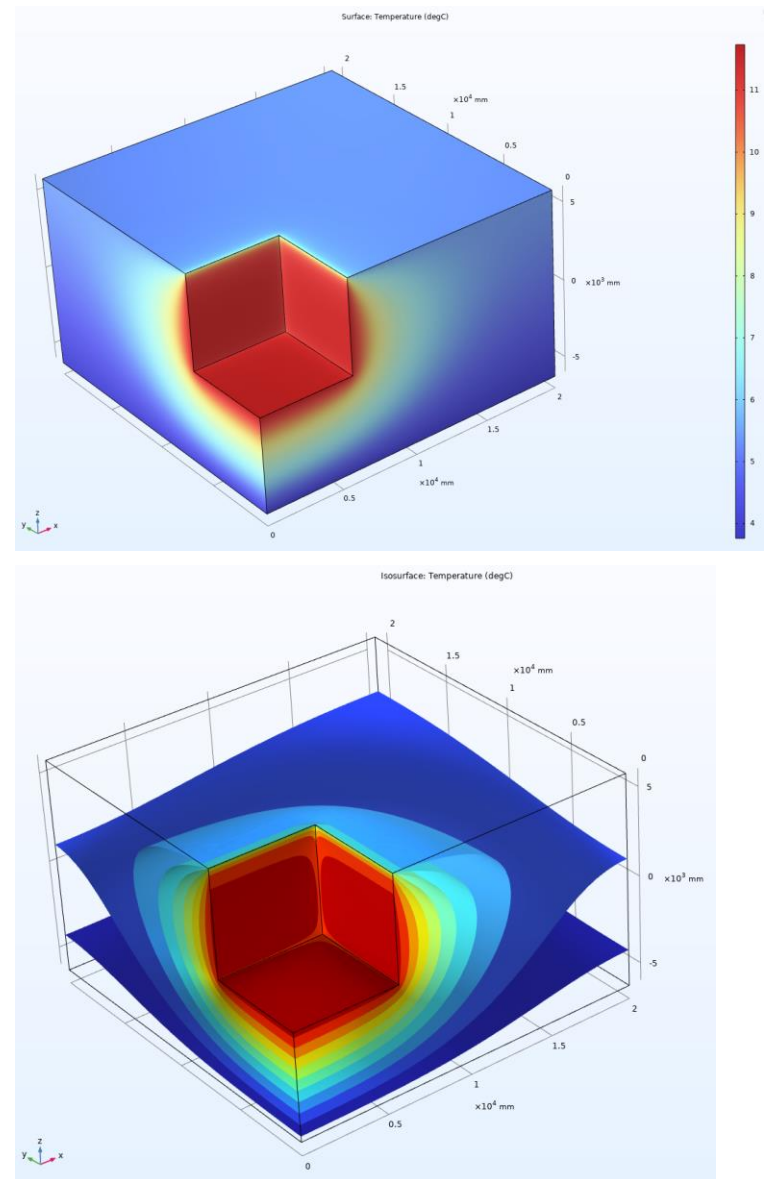 Surface: Temperature (degC)
2
1.5
×10⁴ mm
1
0.5
0
5
0 ×10³ mm
-5
2
1.5
1
×10⁴ mm
0.5
0
z
y x
11
10
9
8
7
6
5
4
Isosurface: Temperature (degC)
2
1.5
×10⁴ mm
1
0.5
0
5
0 ×10³ mm
-5
2
1.5
1
×10⁴ mm
0.5
0
z
y x